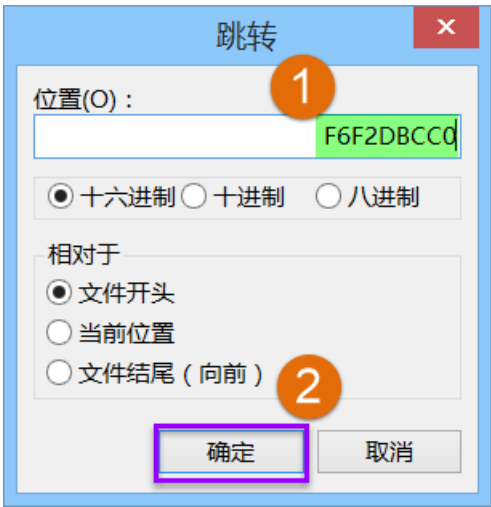 跳转
×
1
位置(O)：
F6F2DBCC0
十六进制 十进制 八进制
相对于
文件开头
当前位置
文件结尾（向前）
2
确定 取消